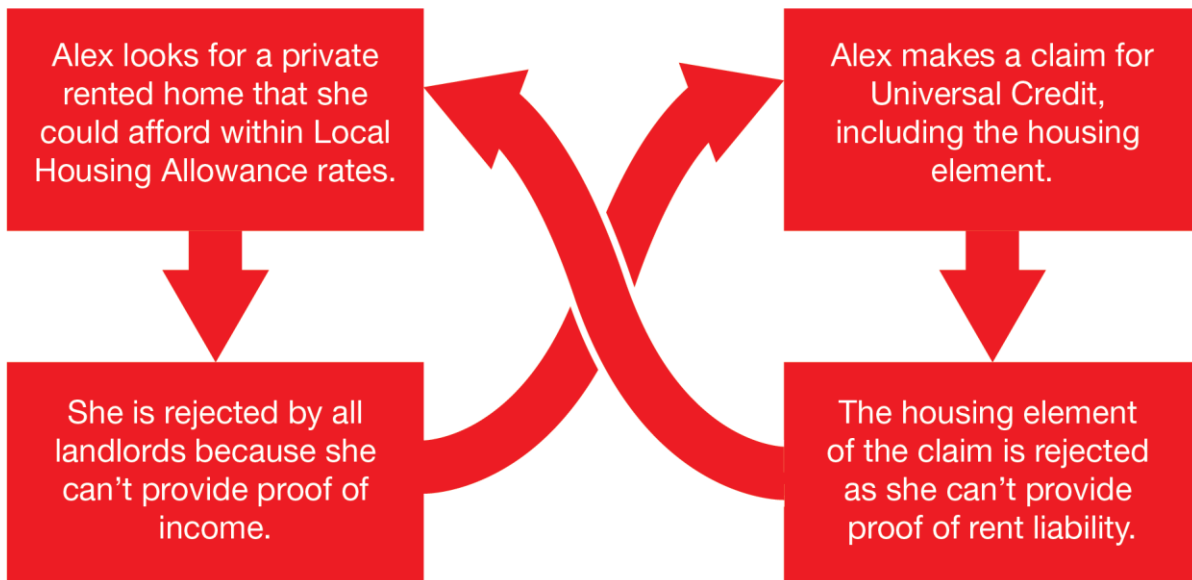 Alex looks for a private
rented home that she
could afford within Local
Housing Allowance rates.
She is rejected by all
landlords because she
can’t provide proof of
income.
Alex makes a claim for
Universal Credit,
including the housing
element.
The housing element
of the claim is rejected
as she can’t provide
proof of rent liability.